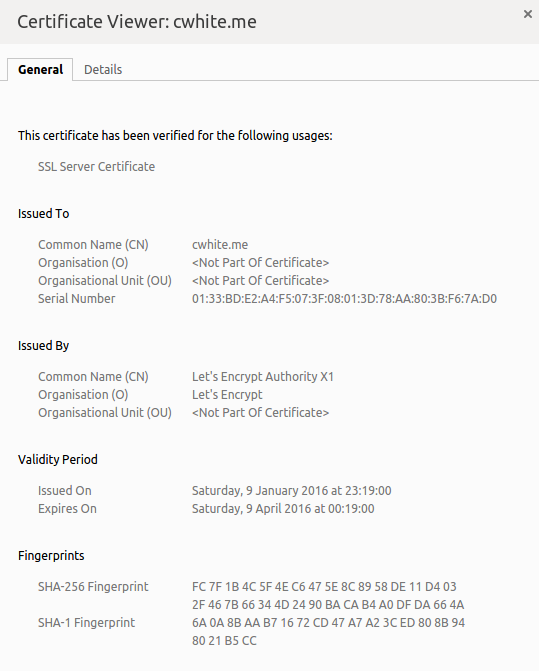 Certificate Viewer: cwhite.me
General Details
This certificate has been verified for the following usages:
SSL Server Certificate
Issued To
Common Name (CN) cwhite.me
Organisation (O) <Not Part Of Certificate>
Organisational Unit (OU) <Not Part Of Certificate>
Serial Number 01:33:BD:E2:A4:F5:07:3F:08:01:3D:78:AA:80:3B:F6:7A:D0
Issued By
Common Name (CN) Let's Encrypt Authority X1
Organisation (O) Let's Encrypt
Organisational Unit (OU) <Not Part Of Certificate>
Validity Period
Issued On Saturday, 9 January 2016 at 23:19:00
Expires On Saturday, 9 April 2016 at 00:19:00
Fingerprints
SHA-256 Fingerprint FC 7F 1B 4C 5F 4E C6 47 5E 8C 89 58 DE 11 D4 03
2F 46 7B 66 34 4D 24 90 BA CA B4 A0 DF DA 66 4A
SHA-1 Fingerprint 6A 0A 8B AA B7 16 72 CD 47 A7 A2 3C ED 80 8B 94
80 21 B5 CC